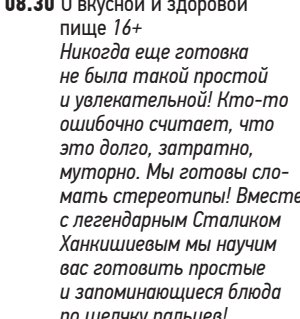 08.30 О вкусной и здоровой
пище 16+
Никогда еще готовка
не была такой простой
и увлекательной! Кто-то
ошибочно считает, что
это долго, затратно,
муторно. Мы готовы сло-
мать стереотипы! Вместе
с легендарным Сталиком
Ханкишиевым мы научим
вас готовить простые
и запоминающиеся блюда
по щелчку пальцев!